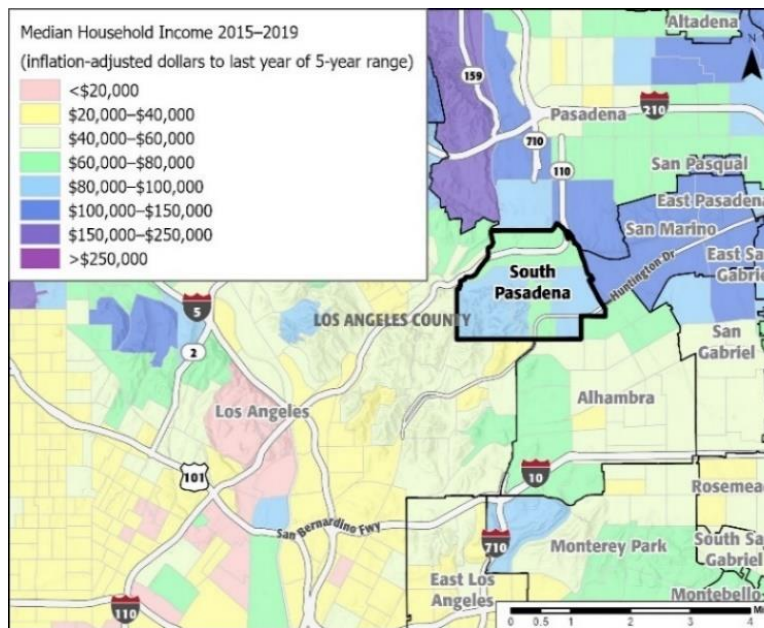 Median Household Income 2015–2019
(inflation-adjusted dollars to last year of 5-year range)
<$20,000
$20,000–$40,000
$40,000–$60,000
$60,000–$80,000
$80,000–$100,000
$100,000–$150,000
$150,000–$250,000
>$250,000
Altadena
N
159
Pasadena
210
710
110
San Pasqual
East Pasadena
San Marino
South
Pasadena
Huntington Dr
East Sa
Gabrie
5
LOS ANGELES COUNTY
2
San
Gabriel
Los Angeles
Alhambra
101
10
Rosemea
San Bernardino Fwy
710
Monterey Park
South Sa
Gabriel
East Los
Angeles
Montebello
110
0 0.5 1 2 3 4